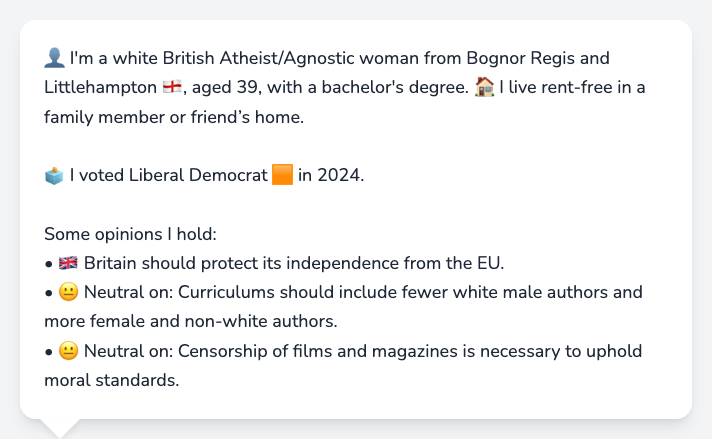 👤 I'm a white British Atheist/Agnostic woman from Bognor Regis and
Littlehampton 🏴󠁧󠁢󠁥󠁮󠁧󠁿, aged 39, with a bachelor's degree. 🏠 I live rent-free in a
family member or friend’s home.
🗳️ I voted Liberal Democrat 🟧 in 2024.
Some opinions I hold:
• 🇬🇧 Britain should protect its independence from the EU.
• 😐 Neutral on: Curriculums should include fewer white male authors and
more female and non-white authors.
• 😐 Neutral on: Censorship of films and magazines is necessary to uphold
moral standards.